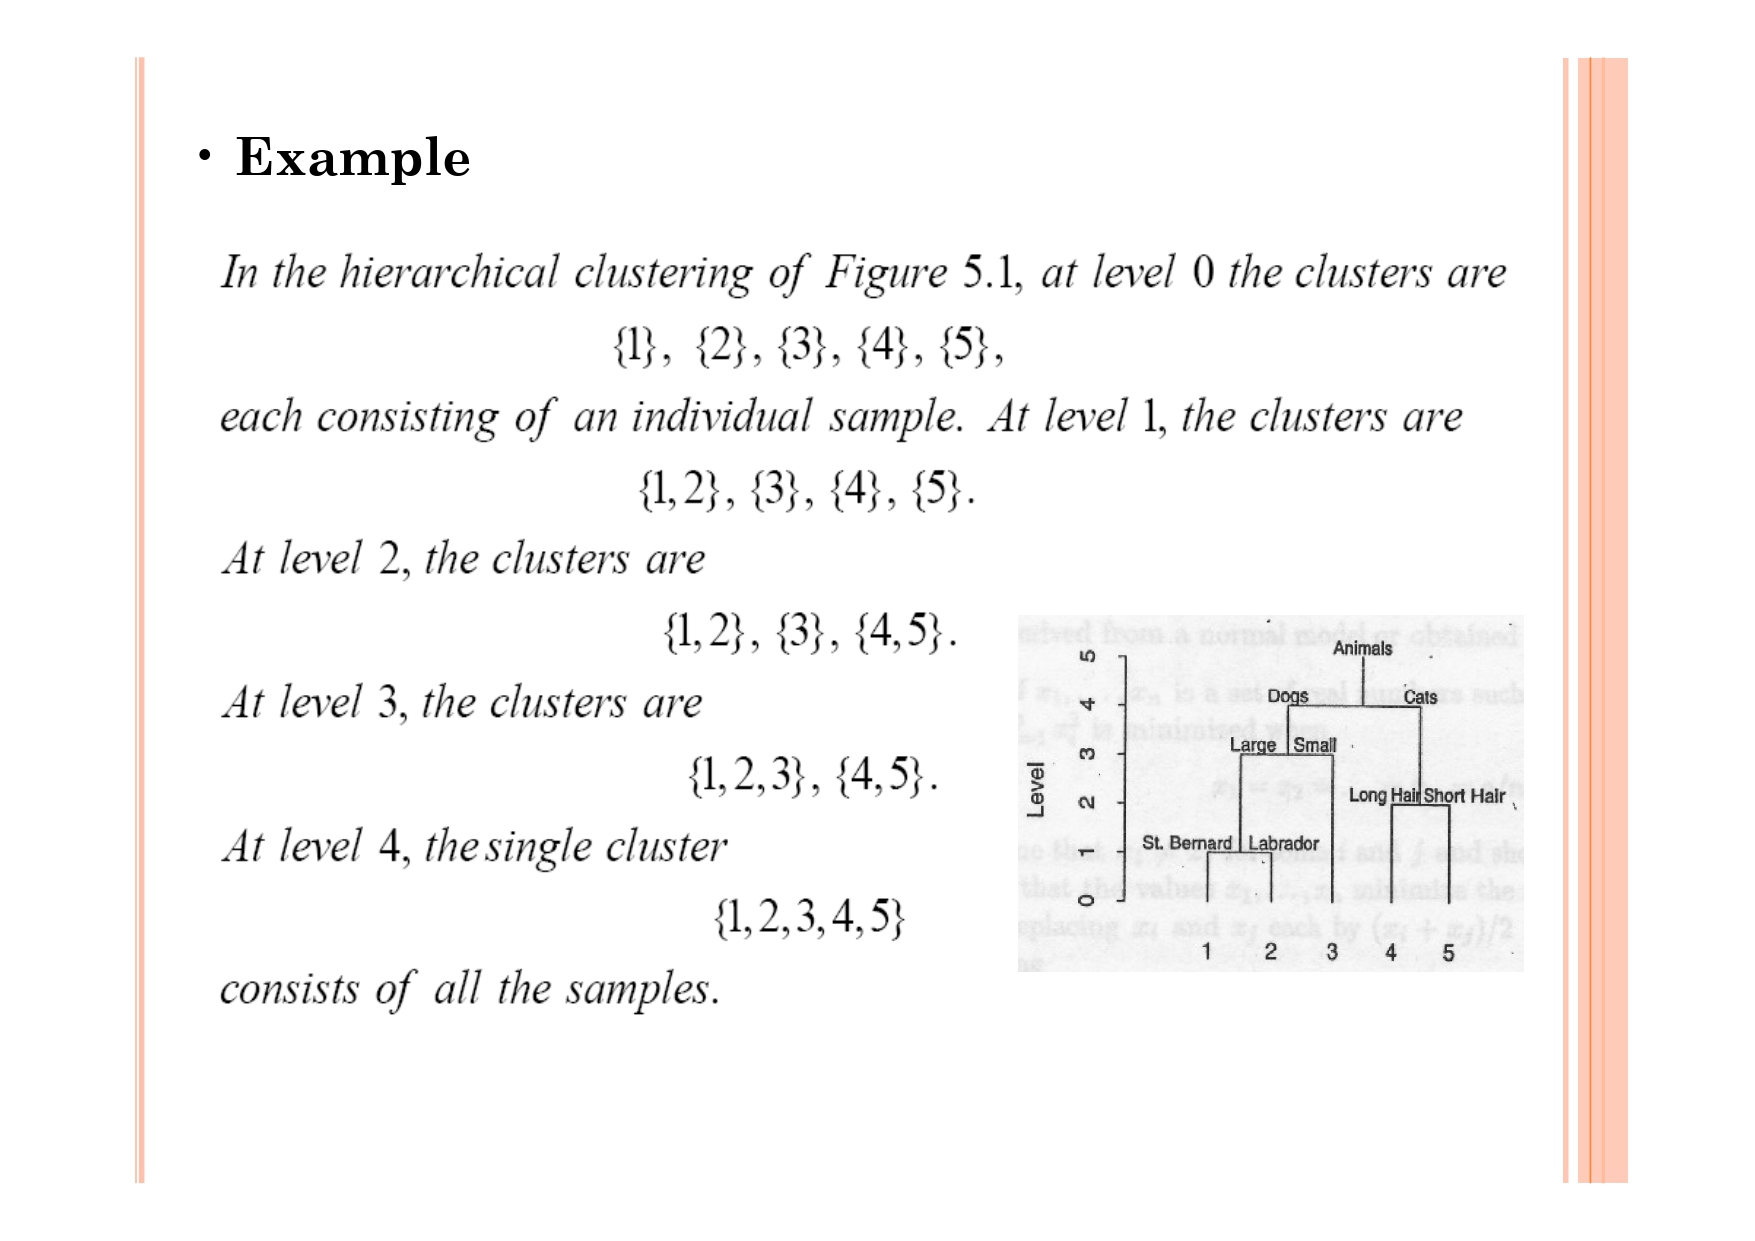 • Example
In the hierarchical clustering of Figure 5.1, at level 0 the clusters are
{1}, {2}, {3}, {4}, {5},
each consisting of an individual sample. At level 1, the clusters are
{1,2}, {3}, {4}, {5}.
At level 2, the clusters are
{1,2}, {3}, {4,5}.
At level 3, the clusters are
{1,2,3}, {4,5}.
At level 4, the single cluster
{1,2,3,4,5}
consists of all the samples.
Animals
Dogs Cats
Large Small
Long Hair Short Hair
St. Bernard Labrador
Level
5
4
3
2
1
0
1 2 3 4 5